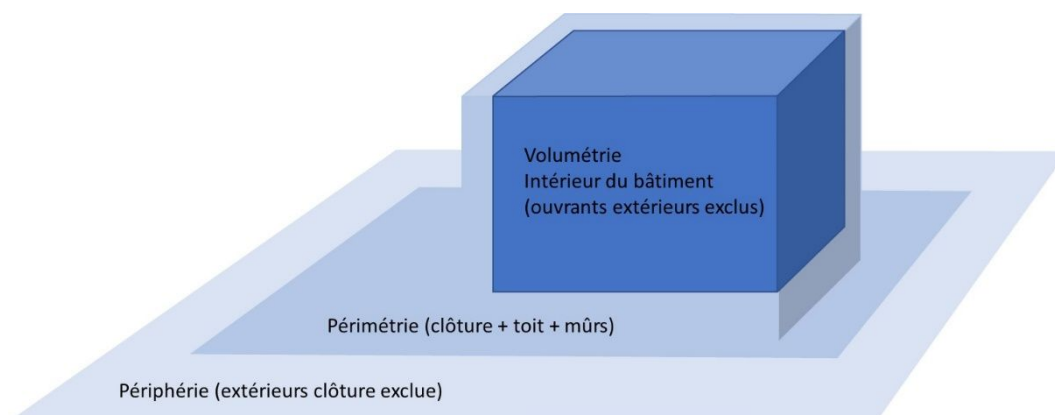 Volumétrie
Intérieur du bâtiment
(ouvrants extérieurs exclus)
Périmétrie (clôture + toit + mûrs)
Périphérie (extérieurs clôture exclue)